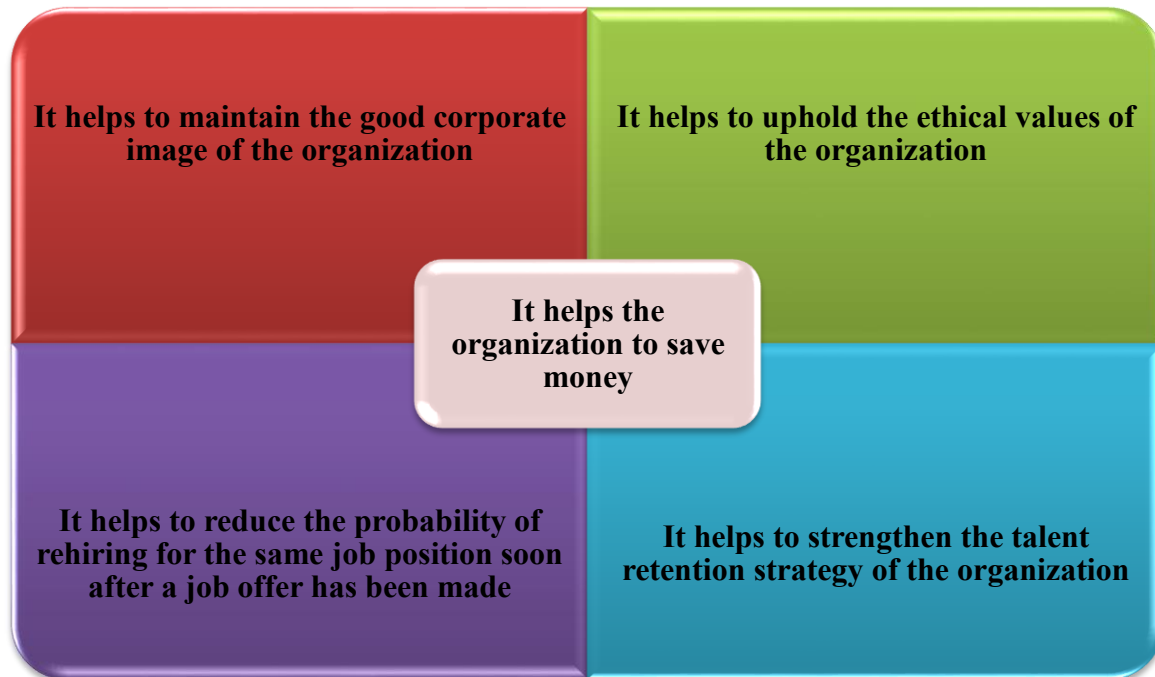 It helps to maintain the good corporate
image of the organization
It helps to uphold the ethical values of
the organization
It helps the
organization to save
money
It helps to reduce the probability of
rehiring for the same job position soon
after a job offer has been made
It helps to strengthen the talent
retention strategy of the organization